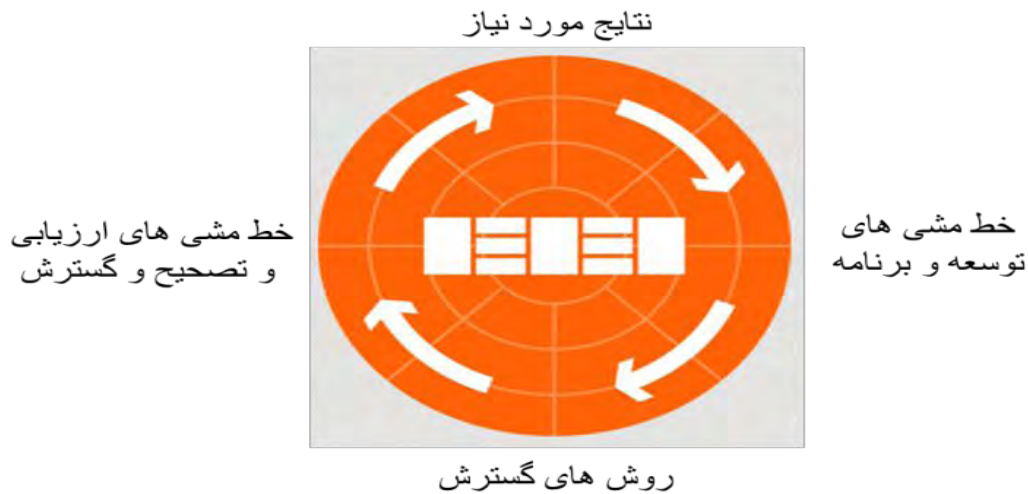 نتایج مورد نیاز
خط مشی های
توسعه و برنامه
خط مشی های ارزیابی
و تصحیح و گسترش
روش های گسترش